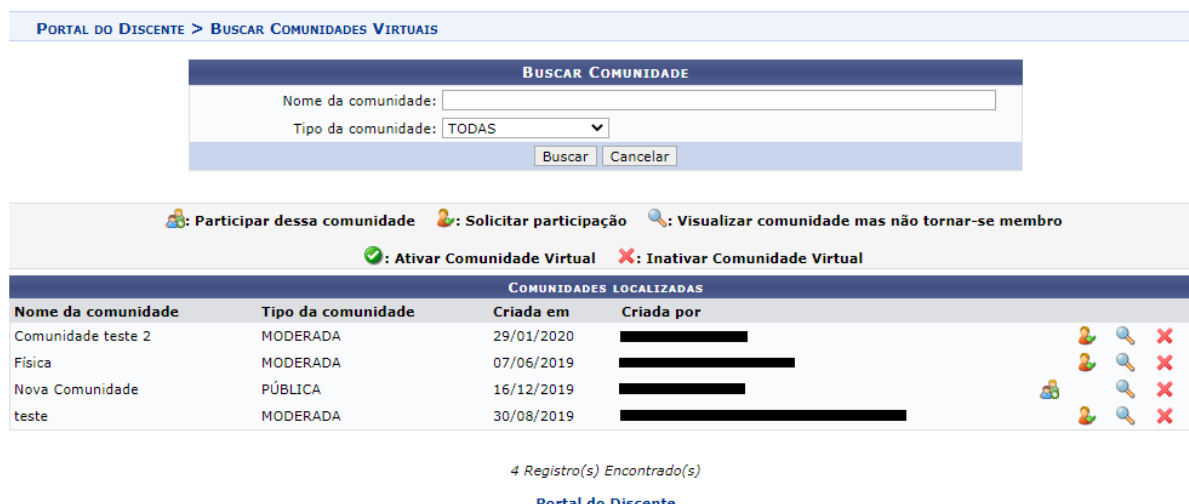 PORTAL DO DISCENTE > BUSCAR COMUNIDADES VIRTUAIS
BUSCAR COMUNIDADE
Nome da comunidade:
Tipo da comunidade: TODAS
Buscar Cancelar
: Participar dessa comunidade : Solicitar participação : Visualizar comunidade mas não tornar-se membro
: Ativar Comunidade Virtual : Inativar Comunidade Virtual
COMUNIDADES LOCALIZADAS
Nome da comunidade Tipo da comunidade Criada em Criada por
Comunidade teste 2 MODERADA 29/01/2020
Física MODERADA 07/06/2019
Nova Comunidade PÚBLICA 16/12/2019
teste MODERADA 30/08/2019
4 Registro(s) Encontrado(s)
Portal do Discente